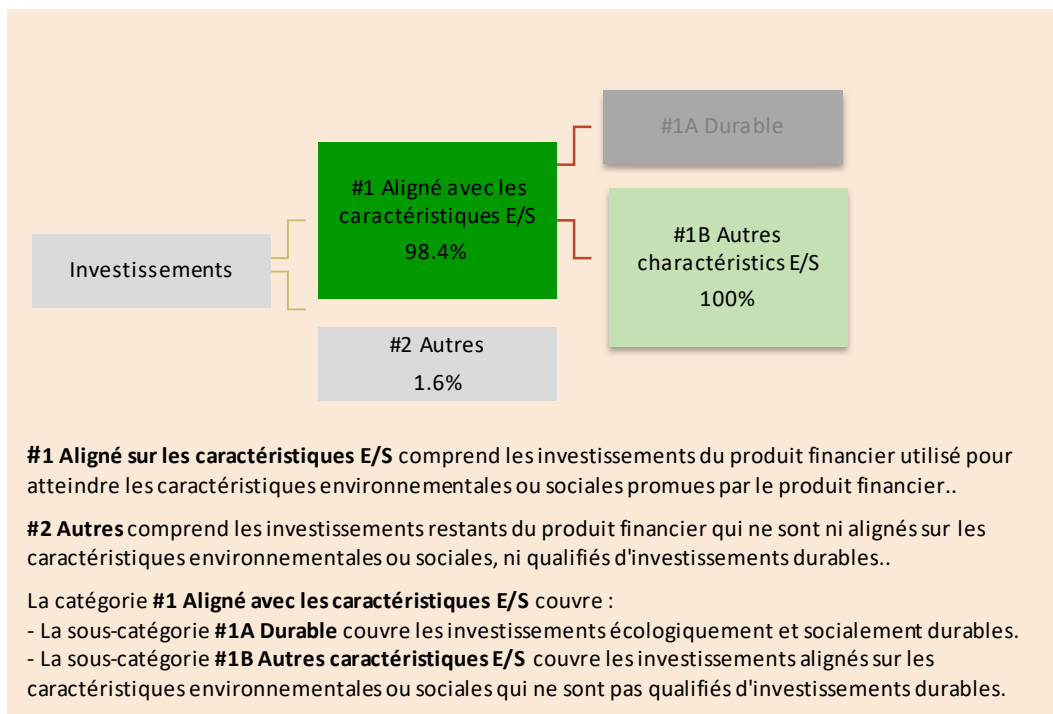 #1A Durable
#1 Aligné avec les
caractéristiques E/S
98.4%
#1B Autres
charactéristics E/S
100%
Investissements
#2 Autres
1.6%
#1 Aligné sur les caractéristiques E/S comprend les investissements du produit financier utilisé pour
atteindre les caractéristiques environnementales ou sociales promues par le produit financier..
#2 Autres comprend les investissements restants du produit financier qui ne sont ni alignés sur les
caractéristiques environnementales ou sociales, ni qualifiés d'investissements durables..
La catégorie #1 Aligné avec les caractéristiques E/S couvre :
- La sous-catégorie #1A Durable couvre les investissements écologiquement et socialement durables.
- La sous-catégorie #1B Autres caractéristiques E/S couvre les investissements alignés sur les
caractéristiques environnementales ou sociales qui ne sont pas qualifiés d'investissements durables.